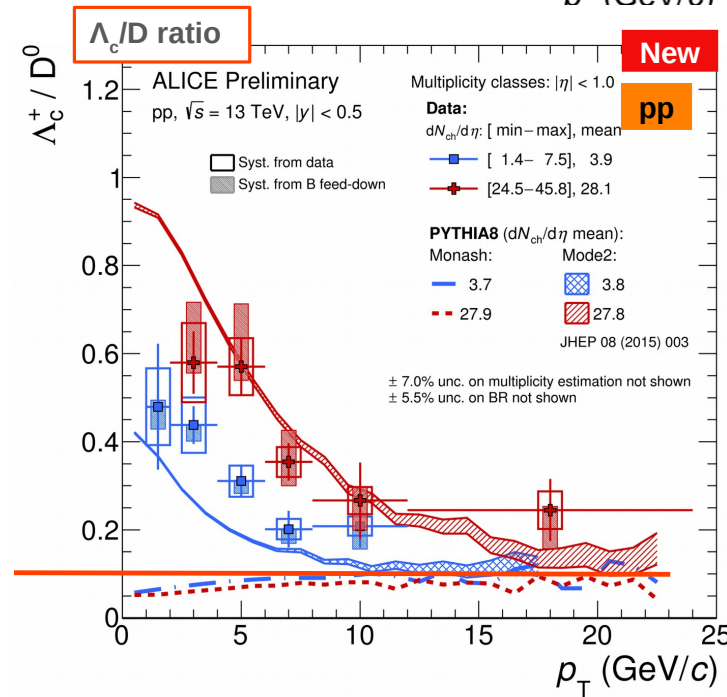 p (GeV/c)
Λc/D ratio
New
pp
Λc+ / D0
ALICE Preliminary
pp, √s = 13 TeV, |y| < 0.5
Syst. from data
Syst. from B feed-down
Multiplicity classes: |η| < 1.0
Data:
dNch/dη: [ min− max], mean
[ 1.4− 7.5], 3.9
[24.5−45.8], 28.1
PYTHIA8 (dNch/dη mean):
Monash: Mode2:
3.7 3.8
27.9 27.8
JHEP 08 (2015) 003
± 7.0% unc. on multiplicity estimation not shown
± 5.5% unc. on BR not shown
1.2
1
0.8
0.6
0.4
0.2
0
0 5 10 15 20 25
pT (GeV/c)